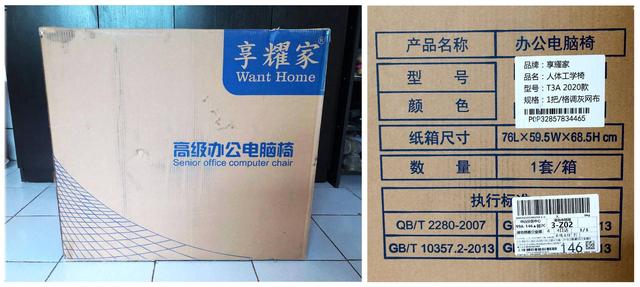 享耀家
Want Home
高级办公电脑椅
Senior office computer chair
产品名称 办公电脑椅
型号
颜色
品牌:享耀家
名称:人体工学椅
型号:T3A 2020款
规格:1把/格调灰网布
P0P32857834465
纸箱尺寸 76L×59.5W×68.5H cm
数量 1套/箱
执行标准
QB/T 2280-2007
GB/T 10357.2-2013
3-Z02
146